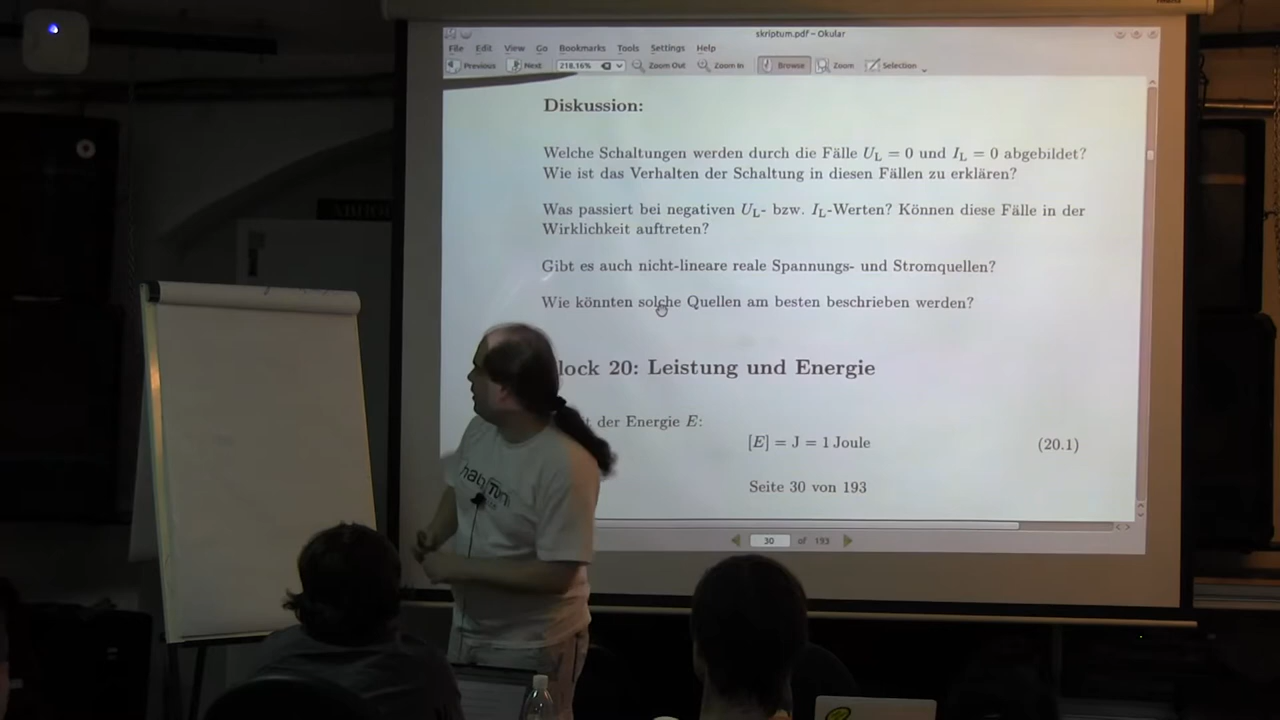 skriptum.pdf – Okular
File Edit View Go Bookmarks Tools Settings Help
Previous Next 218.16% Zoom Out Zoom In Browse Zoom Selection
Diskussion:
Welche Schaltungen werden durch die Fälle U_L = 0 und I_L = 0 abgebildet?
Wie ist das Verhalten der Schaltung in diesen Fällen zu erklären?
Was passiert bei negativen U_L- bzw. I_L-Werten? Können diese Fälle in der
Wirklichkeit auftreten?
Gibt es auch nicht-lineare reale Spannungs- und Stromquellen?
Wie könnten solche Quellen am besten beschrieben werden?
lock 20: Leistung und Energie
t der Energie E:
[E] = J = 1 Joule (20.1)
Seite 30 von 193
30 of 193